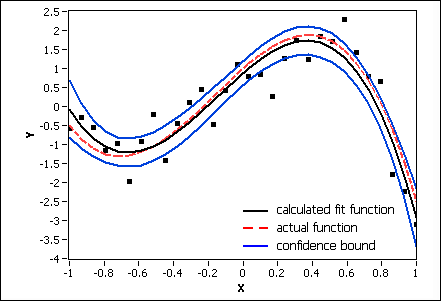 2.5
2
1.5
1
0.5
0
-0.5
-1
-1.5
-2
-2.5
-3
-3.5
-4
Y
calculated fit function
actual function
confidence bound
-1 -0.8 -0.6 -0.4 -0.2 0 0.2 0.4 0.6 0.8 1
X